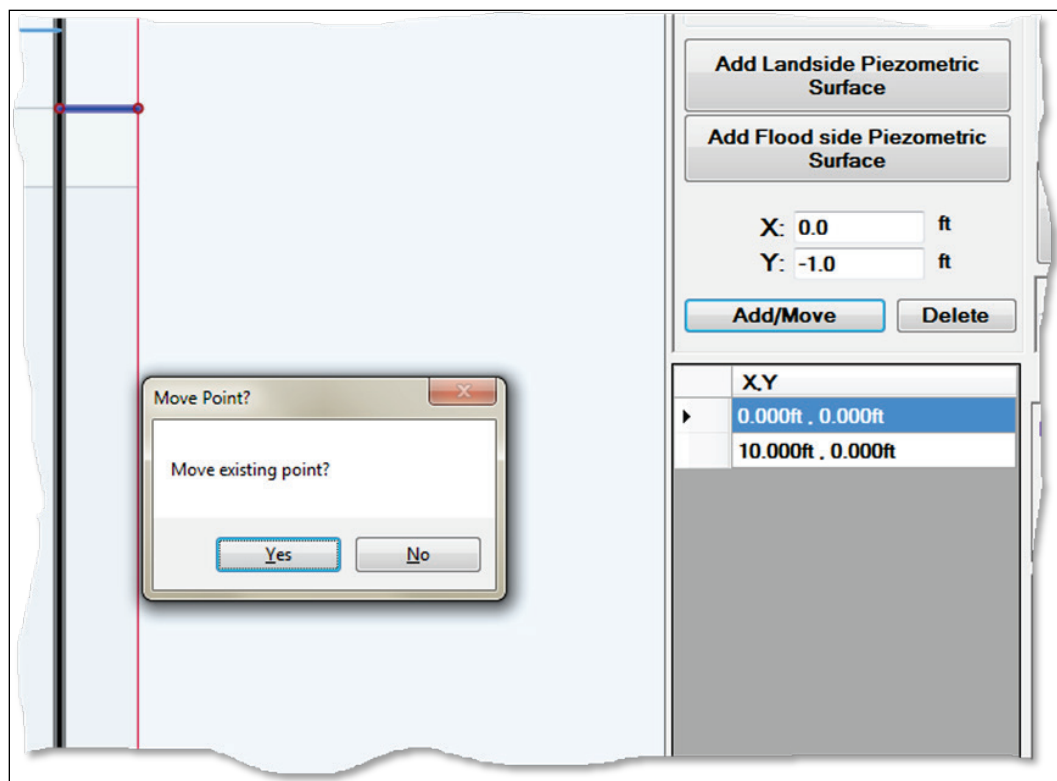 Add Landside Piezometric
Surface
Add Flood side Piezometric
Surface
X: 0.0 ft
Y: -1.0 ft
Add/Move Delete
X,Y
0.000ft , 0.000ft
10.000ft , 0.000ft
Move Point?
Move existing point?
Yes No